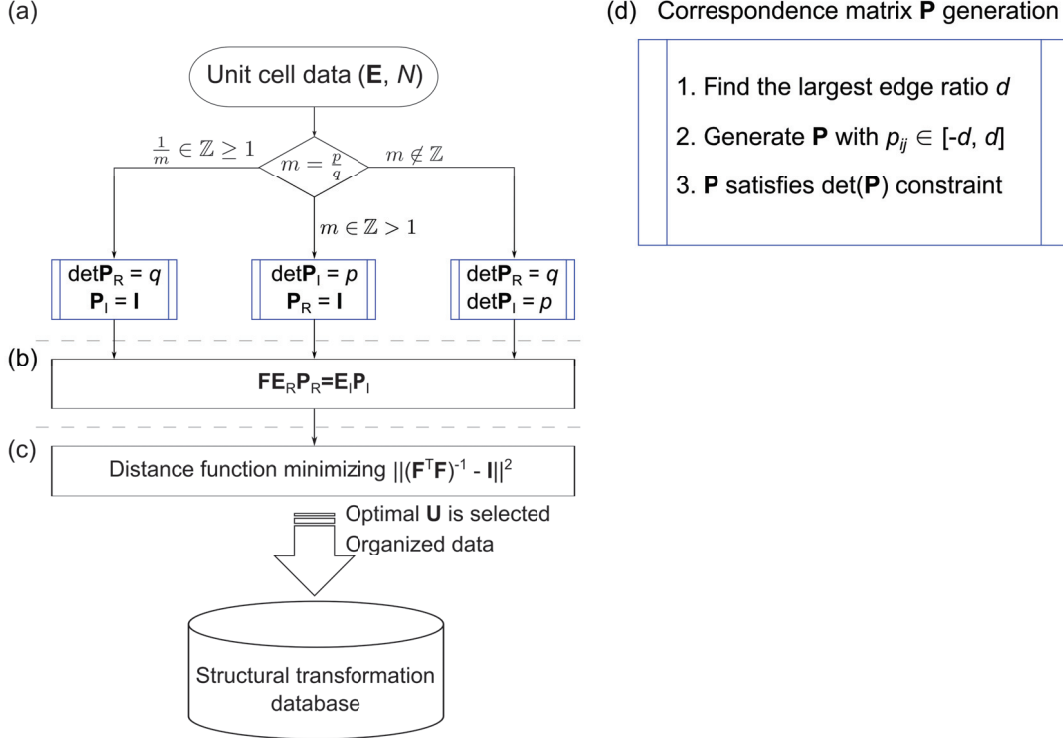 (a)
Unit cell data (E, N)
1/m ∈ ℤ ≥ 1
m = p/q
m ∉ ℤ
m ∈ ℤ > 1
detP_R = q
P_I = I
detP_I = p
P_R = I
detP_R = q
detP_I = p
(b)
FE_RP_R=E_IP_I
(c)
Distance function minimizing ||(F^TF)^-1 - I||^2
Optimal U is selected
Organized data
Structural transformation
database
(d) Correspondence matrix P generation
1. Find the largest edge ratio d
2. Generate P with p_ij ∈ [-d, d]
3. P satisfies det(P) constraint